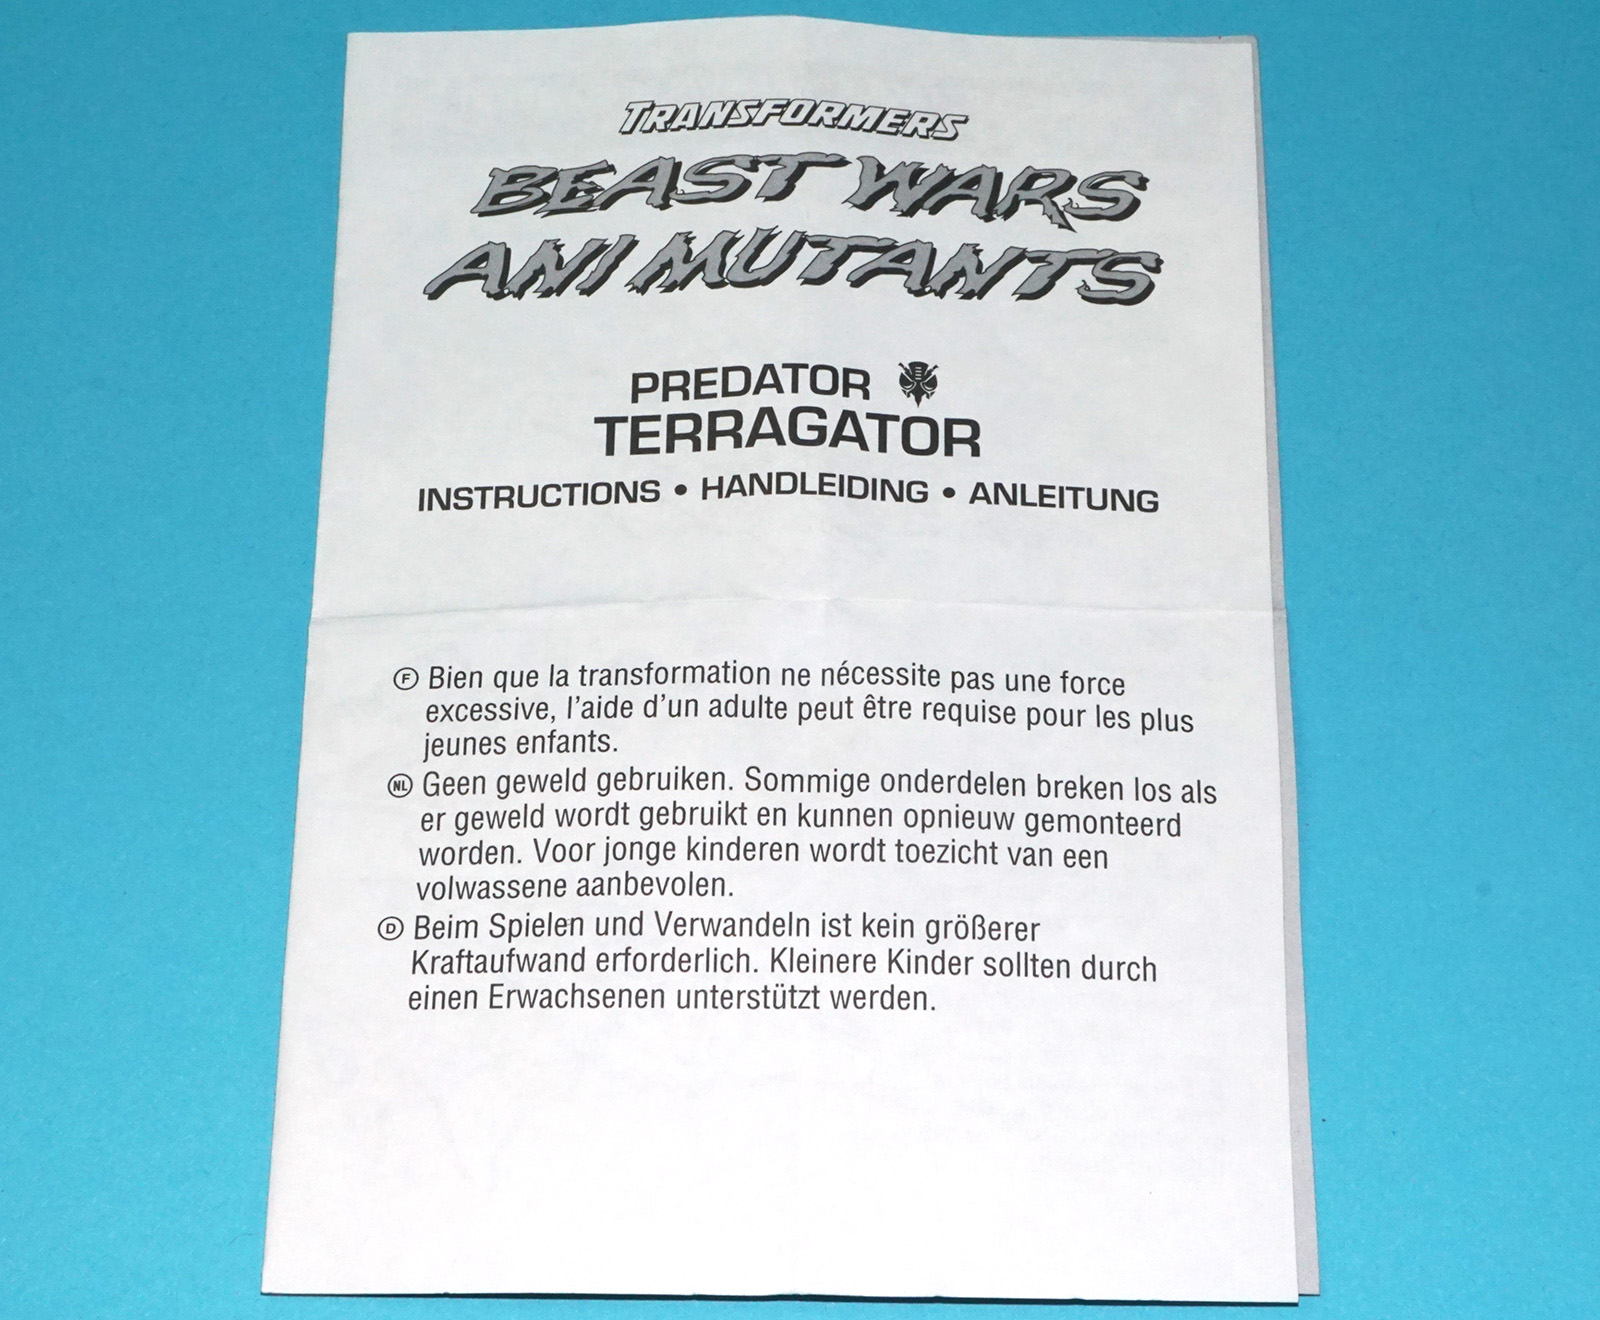 TRANSFORMERS
BEAST WARS
ANIMUTANTS
PREDATOR
TERRAGATOR
INSTRUCTIONS • HANDLEIDING • ANLEITUNG
F Bien que la transformation ne nécessite pas une force
excessive, l'aide d'un adulte peut être requise pour les plus
jeunes enfants.
NL Geen geweld gebruiken. Sommige onderdelen breken los als
er geweld wordt gebruikt en kunnen opnieuw gemonteerd
worden. Voor jonge kinderen wordt toezicht van een
volwassene aanbevolen.
D Beim Spielen und Verwandeln ist kein größerer
Kraftaufwand erforderlich. Kleinere Kinder sollten durch
einen Erwachsenen unterstützt werden.